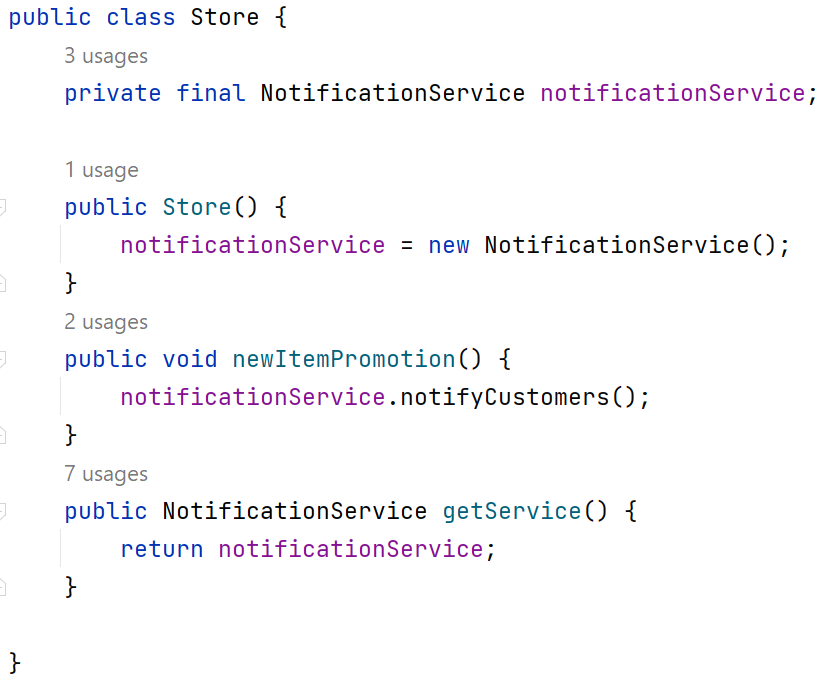 public class Store {
3 usages
private final NotificationService notificationService;
1 usage
public Store() {
notificationService = new NotificationService();
}
2 usages
public void newItemPromotion() {
notificationService.notifyCustomers();
}
7 usages
public NotificationService getService() {
return notificationService;
}
}